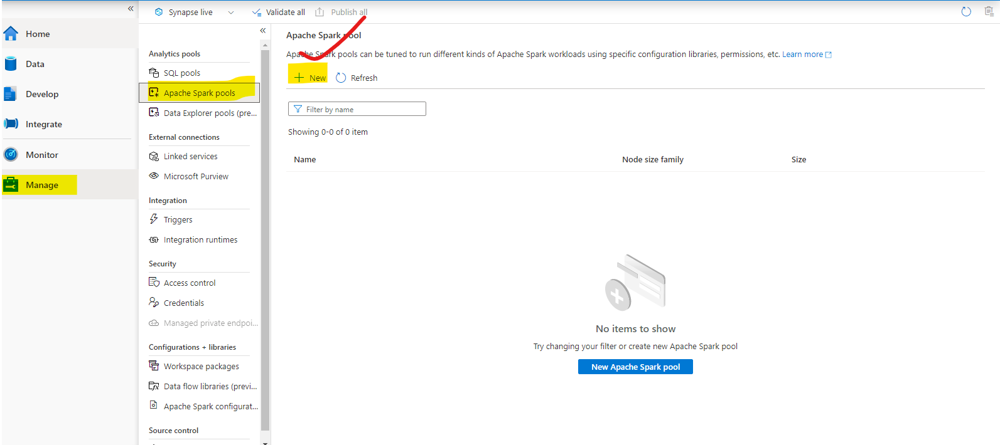 Synapse live
Validate all
Publish all
Home
Data
Develop
Integrate
Monitor
Manage
Analytics pools
SQL pools
Apache Spark pools
Data Explorer pools (pre...
External connections
Linked services
Microsoft Purview
Integration
Triggers
Integration runtimes
Security
Access control
Credentials
Managed private endpoi...
Configurations + libraries
Workspace packages
Data flow libraries (previ...
Apache Spark configurat...
Source control
Apache Spark pool
Apache Spark pools can be tuned to run different kinds of Apache Spark workloads using specific configuration libraries, permissions, etc. Learn more
New Refresh
Filter by name
Showing 0-0 of 0 item
Name Node size family Size
No items to show
Try changing your filter or create new Apache Spark pool
New Apache Spark pool